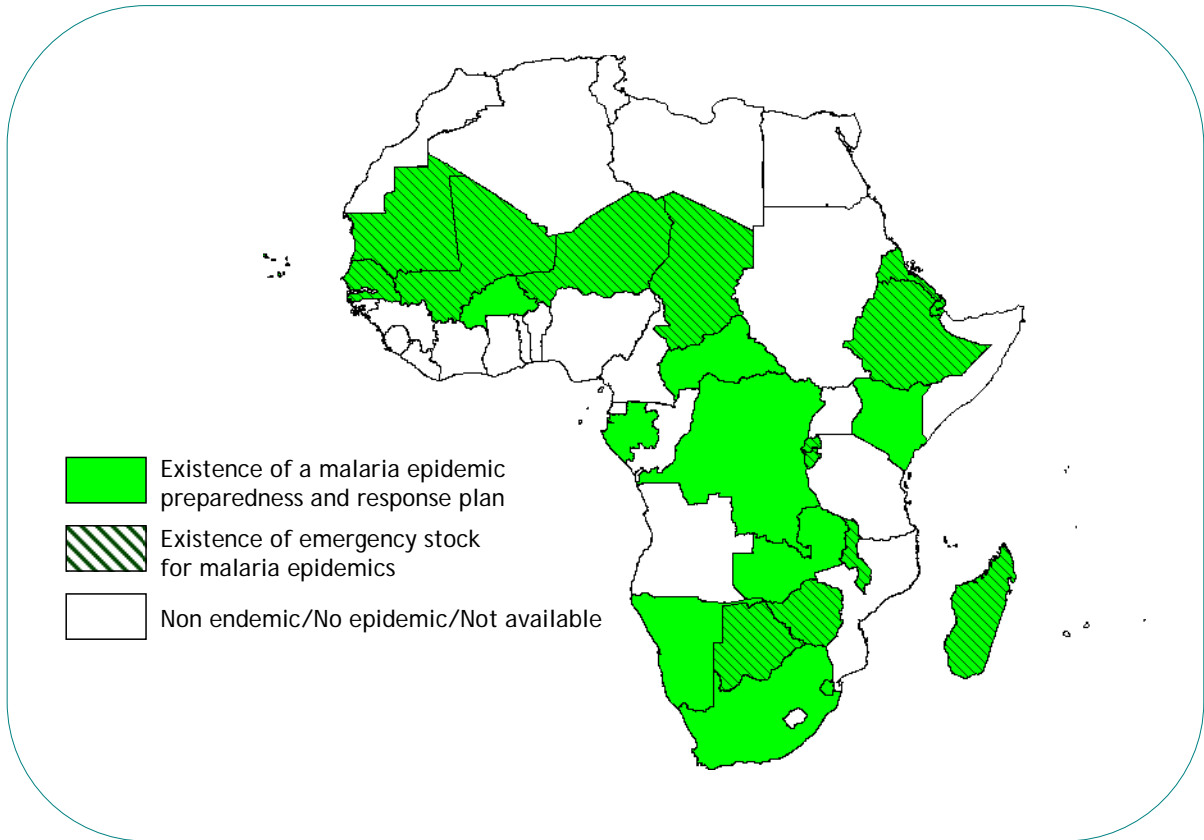 Existence of a malaria epidemic
preparedness and response plan
Existence of emergency stock
for malaria epidemics
Non endemic/No epidemic/Not available